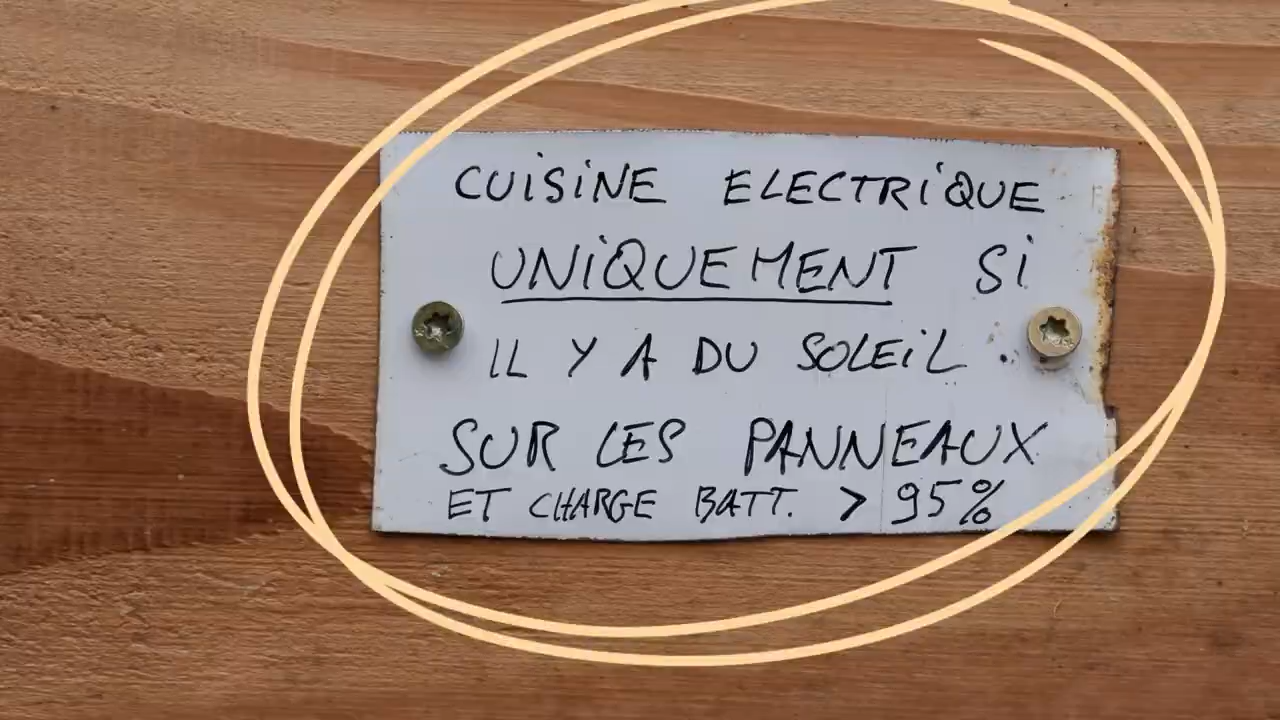 CUISINE ELECTRIQUE
UNIQUEMENT SI
IL Y A DU SOLEIL
SUR LES PANNEAUX
ET CHARGE BATT. > 95%